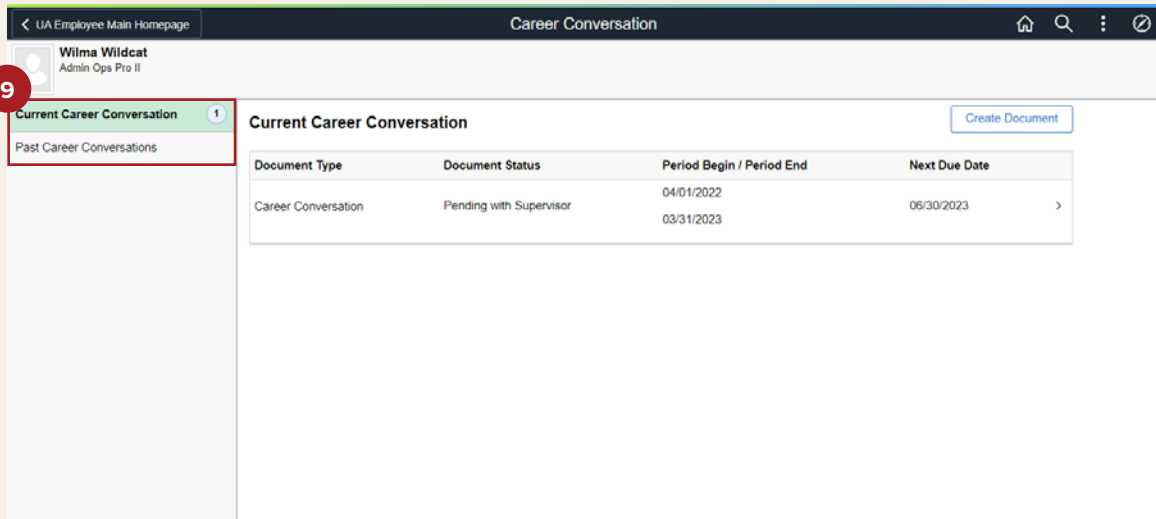 UA Employee Main Homepage
Career Conversation
Wilma Wildcat
Admin Ops Pro II
9
Current Career Conversation 1
Past Career Conversations
Current Career Conversation
Create Document
Document Type Document Status Period Begin / Period End Next Due Date
04/01/2022
Career Conversation Pending with Supervisor 06/30/2023
03/31/2023